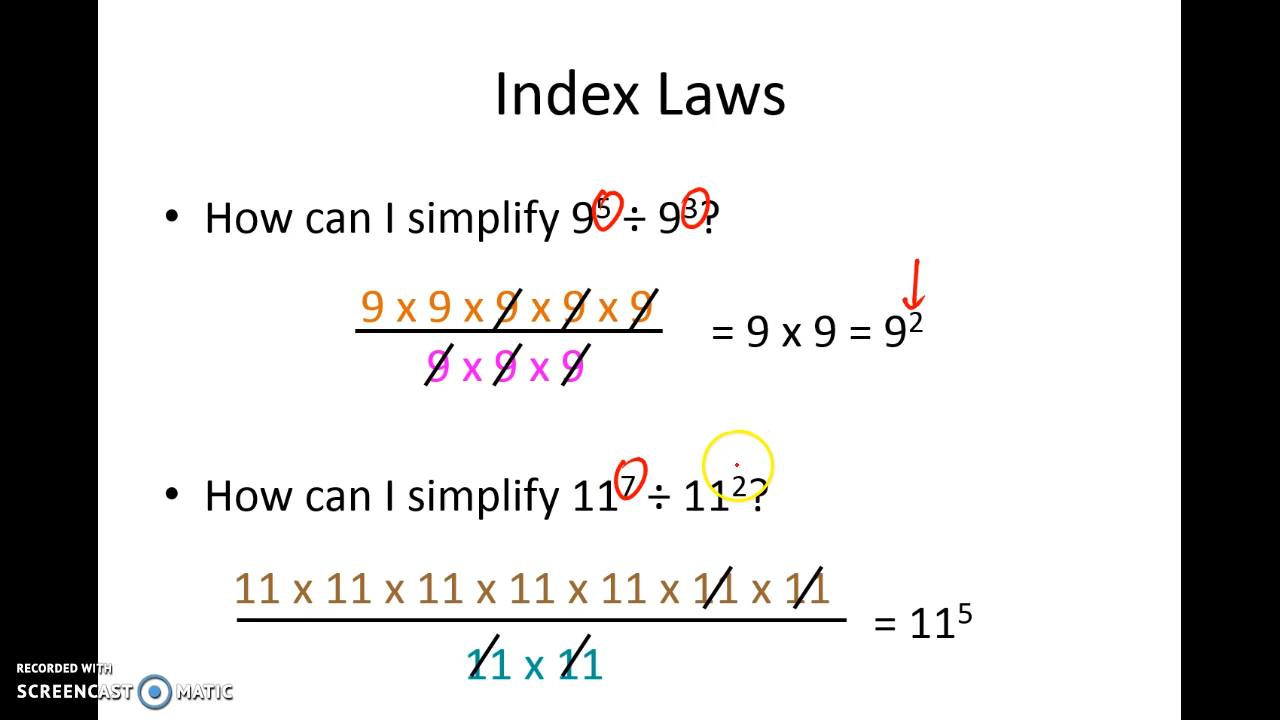 Index Laws
• How can I simplify 9⁵ ÷ 9³?
9 x 9 x 9 x 9 x 9
9 x 9 x 9
= 9 x 9 = 9²
• How can I simplify 11⁷ ÷ 11²?
11 x 11 x 11 x 11 x 11 x 11 x 11
11 x 11
= 11⁵
RECORDED WITH
SCREENCAST MATIC